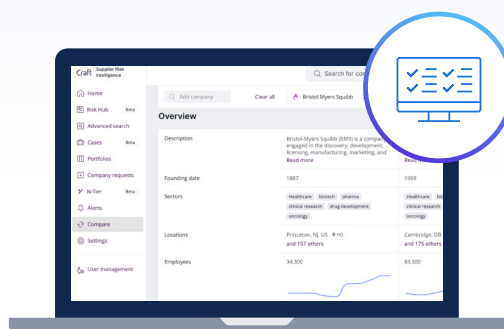 Craft Supplier Risk Intelligence
Search for co
Home
Risk Hub Beta
Advanced search
Cases Beta
Portfolios
Company requests
N-Tier Beta
Alerts
Compare
Settings
User management
Add company Clear all Bristol Myers Squibb
Overview
Description Bristol-Myers Squibb (BMS) is a compan
engaged in the discovery, development,
licensing, manufacturing, marketing, and
Read more
Founding date 1887 1999
Sectors Healthcare biotech pharma Healthcare
clinical research drug development clinical research
oncology oncology
Locations Princeton, NJ, US HQ Cambridge, GB
and 157 others and 175 others
Employees 34,300 83,500